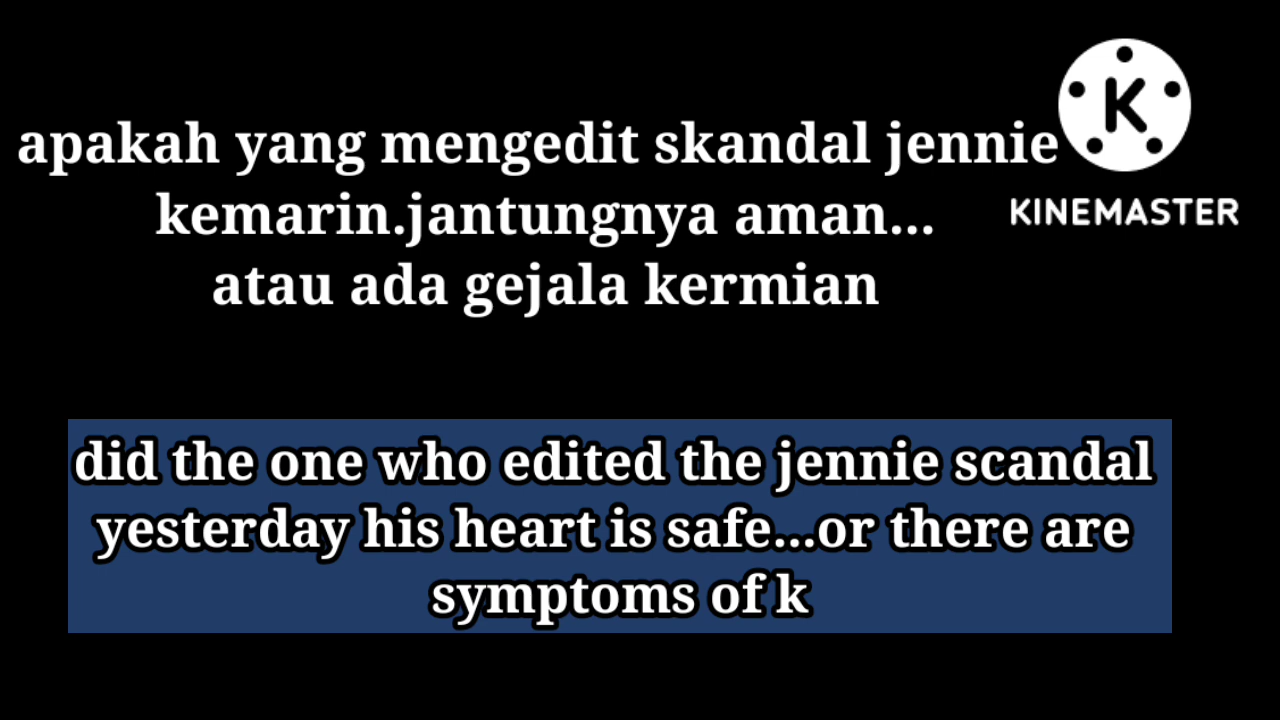 apakah yang mengedit skandal jennie
kemarin.jantungnya aman...
atau ada gejala kermian
K
KINEMASTER
did the one who edited the jennie scandal
yesterday his heart is safe...or there are
symptoms of k